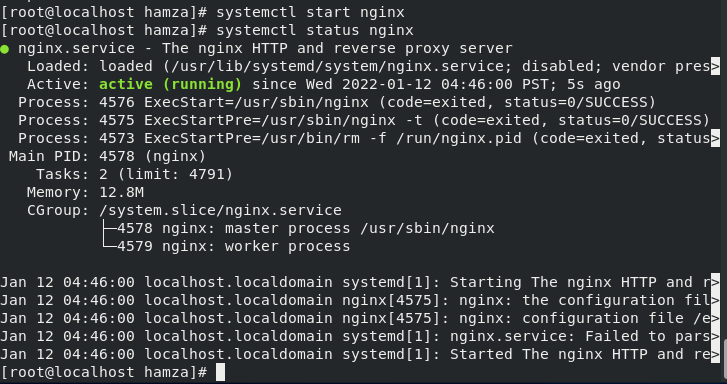 [root@localhost hamza]# systemctl start nginx
[root@localhost hamza]# systemctl status nginx
● nginx.service - The nginx HTTP and reverse proxy server
   Loaded: loaded (/usr/lib/systemd/system/nginx.service; disabled; vendor pres>
   Active: active (running) since Wed 2022-01-12 04:46:00 PST; 5s ago
  Process: 4576 ExecStart=/usr/sbin/nginx (code=exited, status=0/SUCCESS)
  Process: 4575 ExecStartPre=/usr/sbin/nginx -t (code=exited, status=0/SUCCESS)
  Process: 4573 ExecStartPre=/usr/bin/rm -f /run/nginx.pid (code=exited, status>
 Main PID: 4578 (nginx)
    Tasks: 2 (limit: 4791)
   Memory: 12.8M
   CGroup: /system.slice/nginx.service
           ├─4578 nginx: master process /usr/sbin/nginx
           └─4579 nginx: worker process
Jan 12 04:46:00 localhost.localdomain systemd[1]: Starting The nginx HTTP and r>
Jan 12 04:46:00 localhost.localdomain nginx[4575]: nginx: the configuration fil>
Jan 12 04:46:00 localhost.localdomain nginx[4575]: nginx: configuration file /e>
Jan 12 04:46:00 localhost.localdomain systemd[1]: nginx.service: Failed to pars>
Jan 12 04:46:00 localhost.localdomain systemd[1]: Started The nginx HTTP and re>
[root@localhost hamza]#